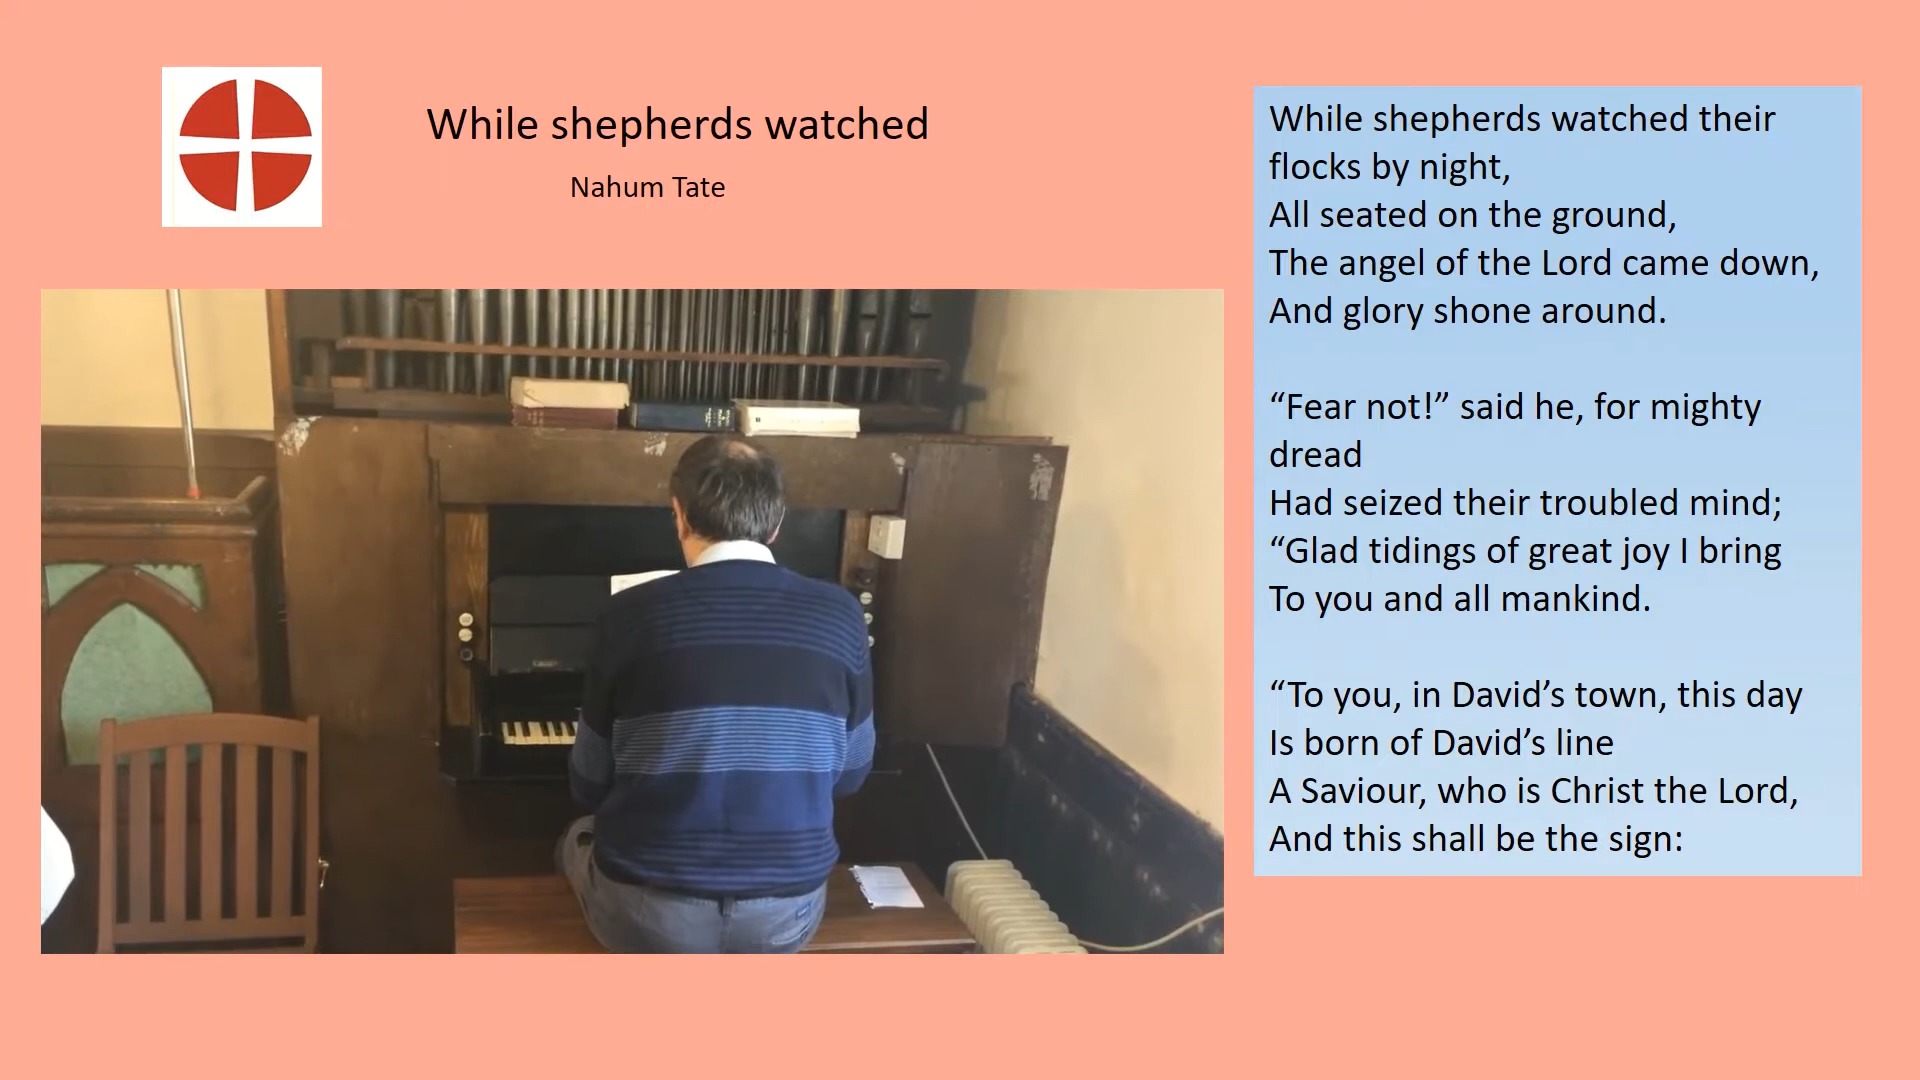 While shepherds watched
Nahum Tate
While shepherds watched their
flocks by night,
All seated on the ground,
The angel of the Lord came down,
And glory shone around.
“Fear not!” said he, for mighty
dread
Had seized their troubled mind;
“Glad tidings of great joy I bring
To you and all mankind.
“To you, in David’s town, this day
Is born of David’s line
A Saviour, who is Christ the Lord,
And this shall be the sign: